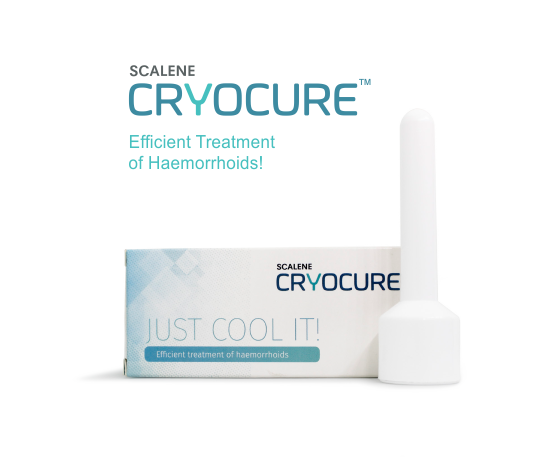 SCALENE
CRYOCURE™
Efficient Treatment
of Haemorrhoids!
SCALENE
CRYOCURE
JUST COOL IT!
Efficient treatment of haemorrhoids